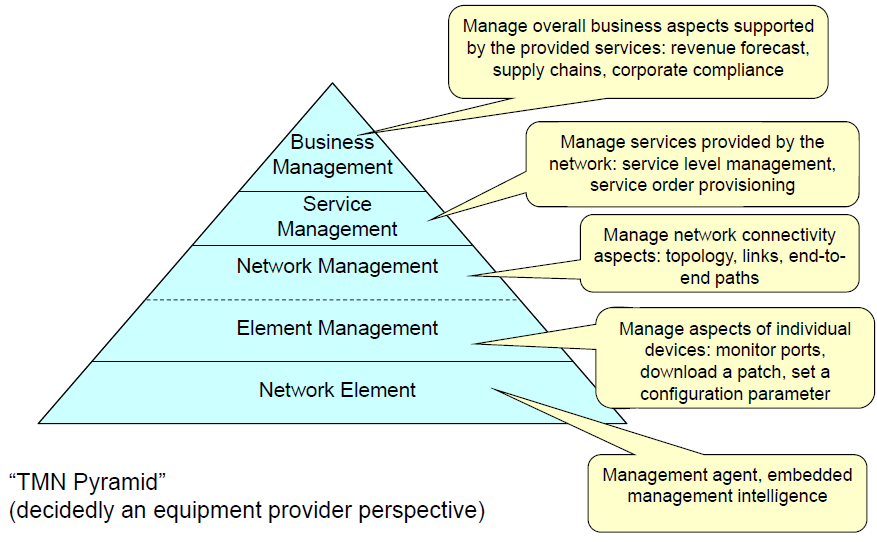 Manage overall business aspects supported
by the provided services: revenue forecast,
supply chains, corporate compliance
Business
Management
Manage services provided by the
network: service level management,
service order provisioning
Service
Management
Manage network connectivity
aspects: topology, links, end-to-
end paths
Network Management
Manage aspects of individual
devices: monitor ports,
download a patch, set a
configuration parameter
Element Management
Network Element
Management agent, embedded
management intelligence
“TMN Pyramid”
(decidedly an equipment provider perspective)